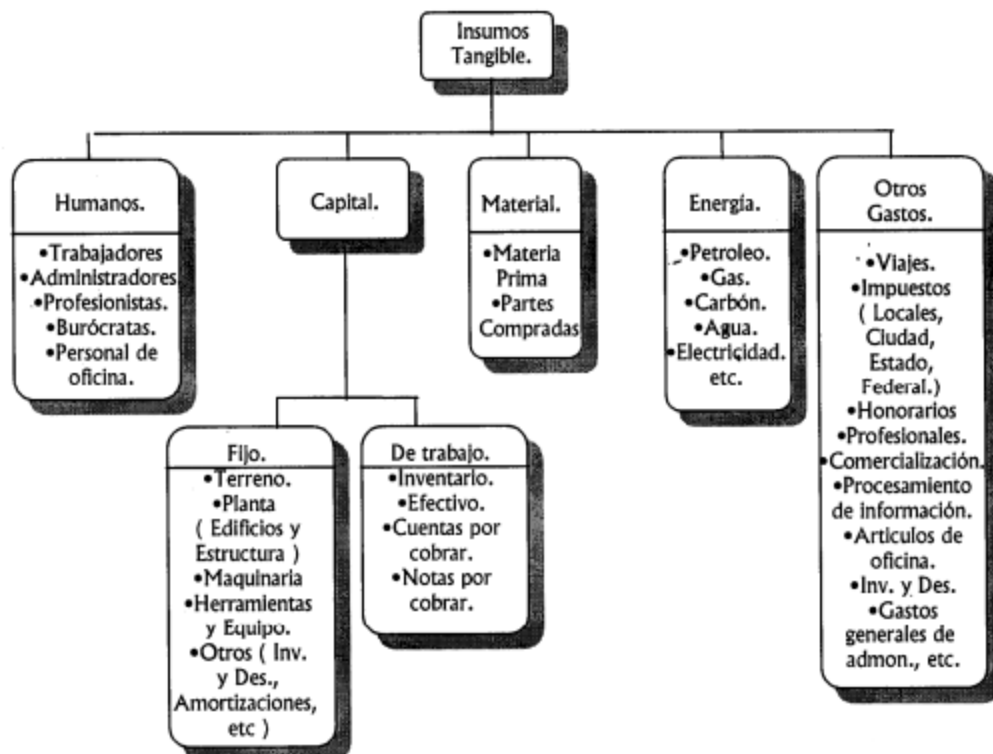 Insumos
Tangible.
Humanos.
•Trabajadores
•Administradores
•Profesionistas.
•Burócratas.
•Personal de
oficina.
Capital.
Fijo.
•Terreno.
•Planta
( Edificios y
Estructura )
•Maquinaria
•Herramientas
y Equipo.
•Otros ( Inv.
y Des.,
Amortizaciones,
etc )
De trabajo.
•Inventario.
•Efectivo.
•Cuentas por
cobrar.
•Notas por
cobrar.
Material.
•Materia
Prima
•Partes
Compradas
Energía.
•Petroleo.
•Gas.
•Carbón.
•Agua.
•Electricidad.
etc.
Otros
Gastos.
•Viajes.
•Impuestos
( Locales,
Ciudad,
Estado,
Federal.)
•Honorarios
•Profesionales.
•Comercialización.
•Procesamiento
de información.
•Articulos de
oficina.
•Inv. y Des.
•Gastos
generales de
admon., etc.